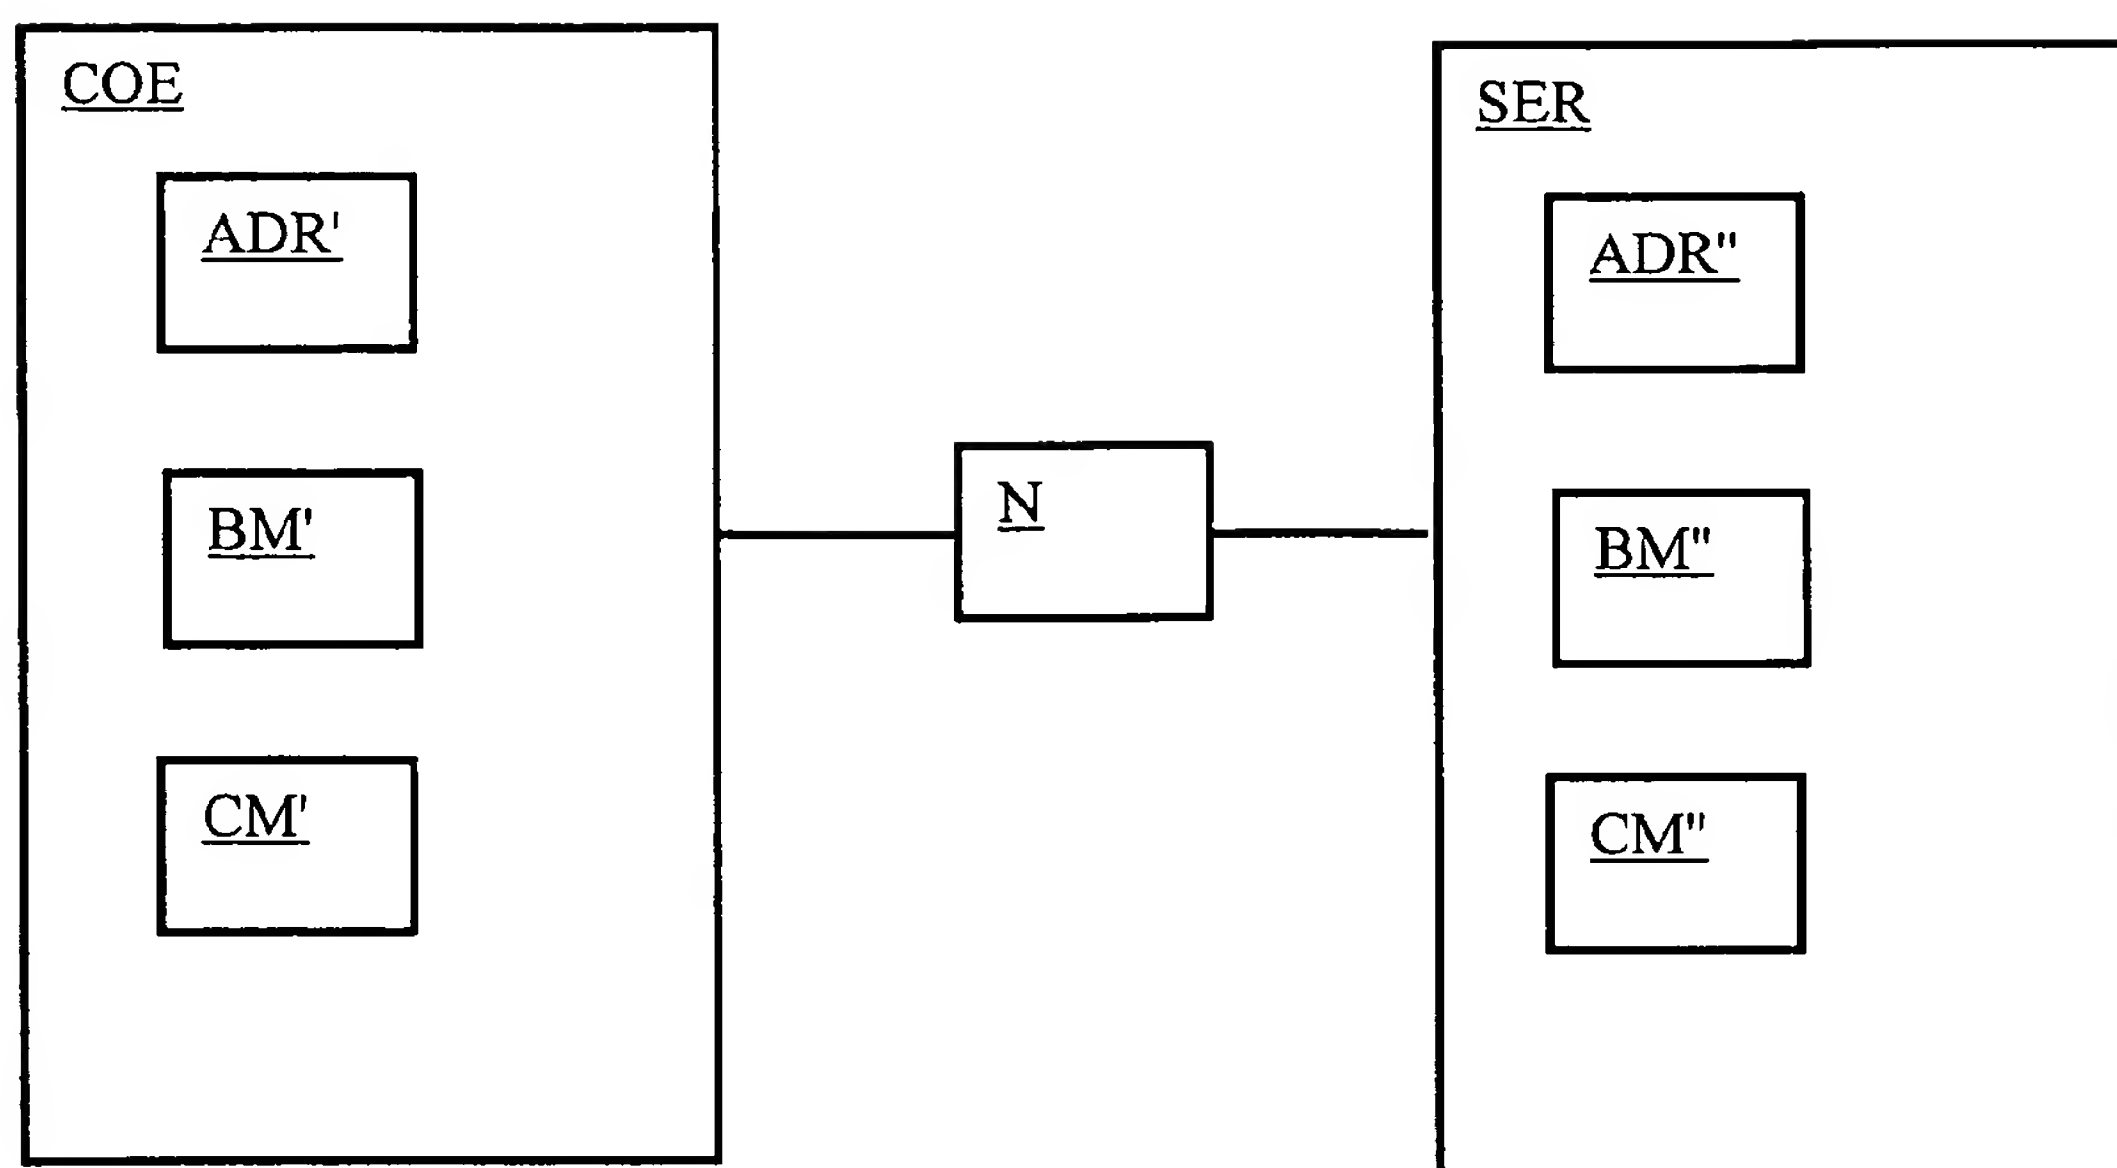 COE
ADR'
BM'
CM'
N
SER
ADR"
BM"
CM"